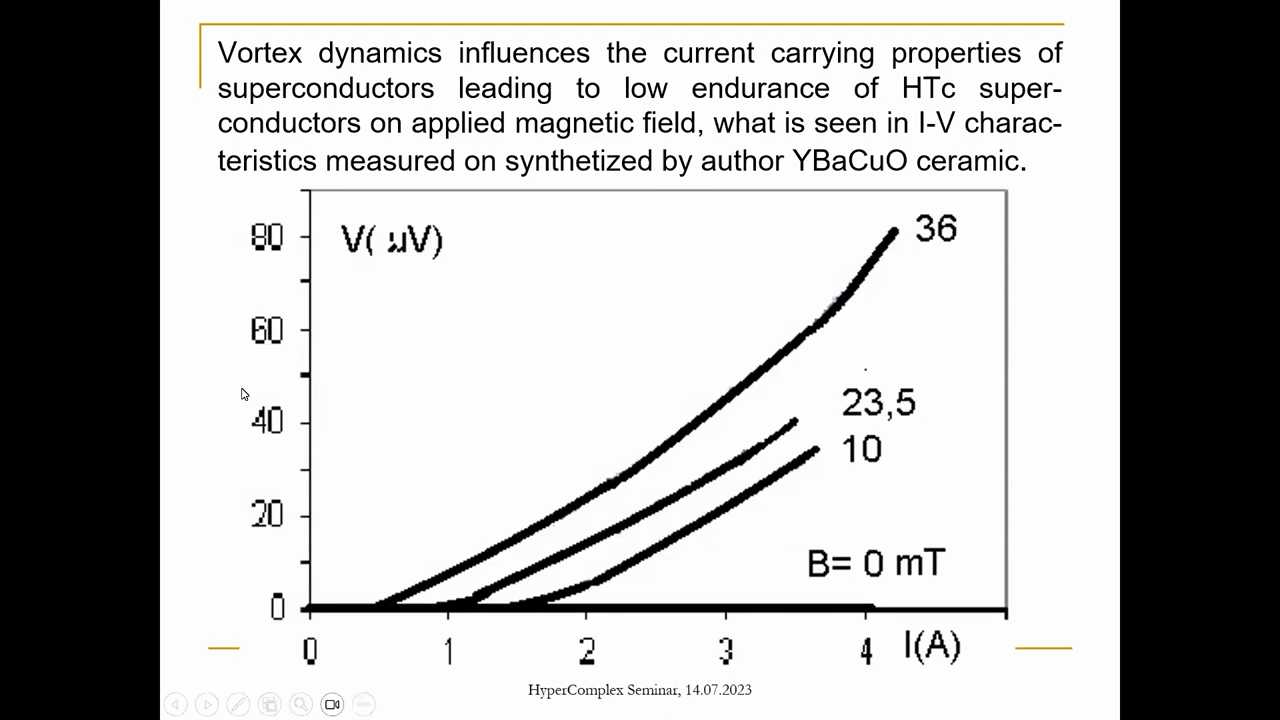 Vortex dynamics influences the current carrying properties of
superconductors leading to low endurance of HTc super-
conductors on applied magnetic field, what is seen in I-V charac-
teristics measured on synthetized by author YBaCuO ceramic.
80
V( µV)
36
60
40
23,5
10
20
B= 0 mT
0
0 1 2 3 4 I(A)
HyperComplex Seminar, 14.07.2023